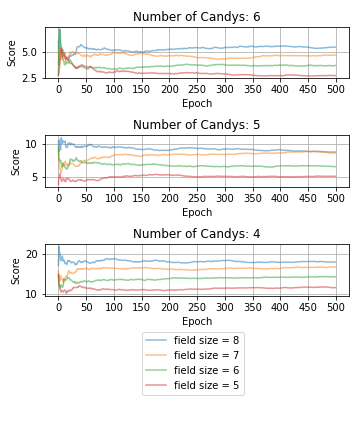 Number of Candys: 6
5.0
2.5
Score
0 50 100 150 200 250 300 350 400 450 500
Epoch
Number of Candys: 5
10
5
Score
0 50 100 150 200 250 300 350 400 450 500
Epoch
Number of Candys: 4
20
10
Score
0 50 100 150 200 250 300 350 400 450 500
Epoch
field size = 8
field size = 7
field size = 6
field size = 5